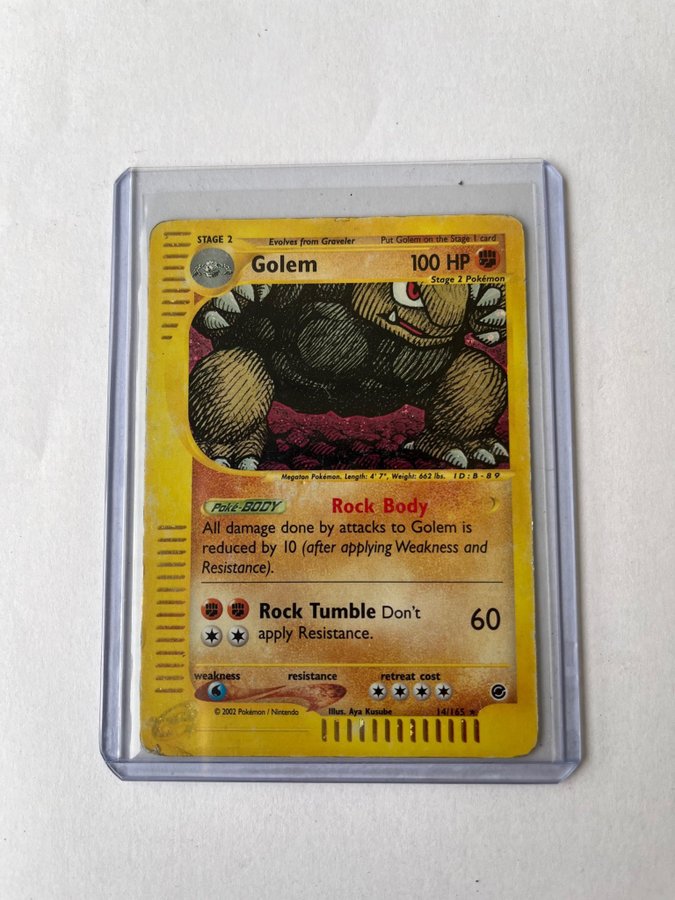 STAGE 2 Evolves from Graveler Put Golem on the Stage 1 card
Golem 100 HP
Stage 2 Pokémon
Megaton Pokémon. Length: 4' 7", Weight: 662 lbs. ID: B-89
Poké-BODY Rock Body
All damage done by attacks to Golem is
reduced by 10 (after applying Weakness and
Resistance).
Rock Tumble Don't 60
apply Resistance.
weakness resistance retreat cost
© 2002 Pokémon / Nintendo Illus. Aya Kusube 14/165 ★